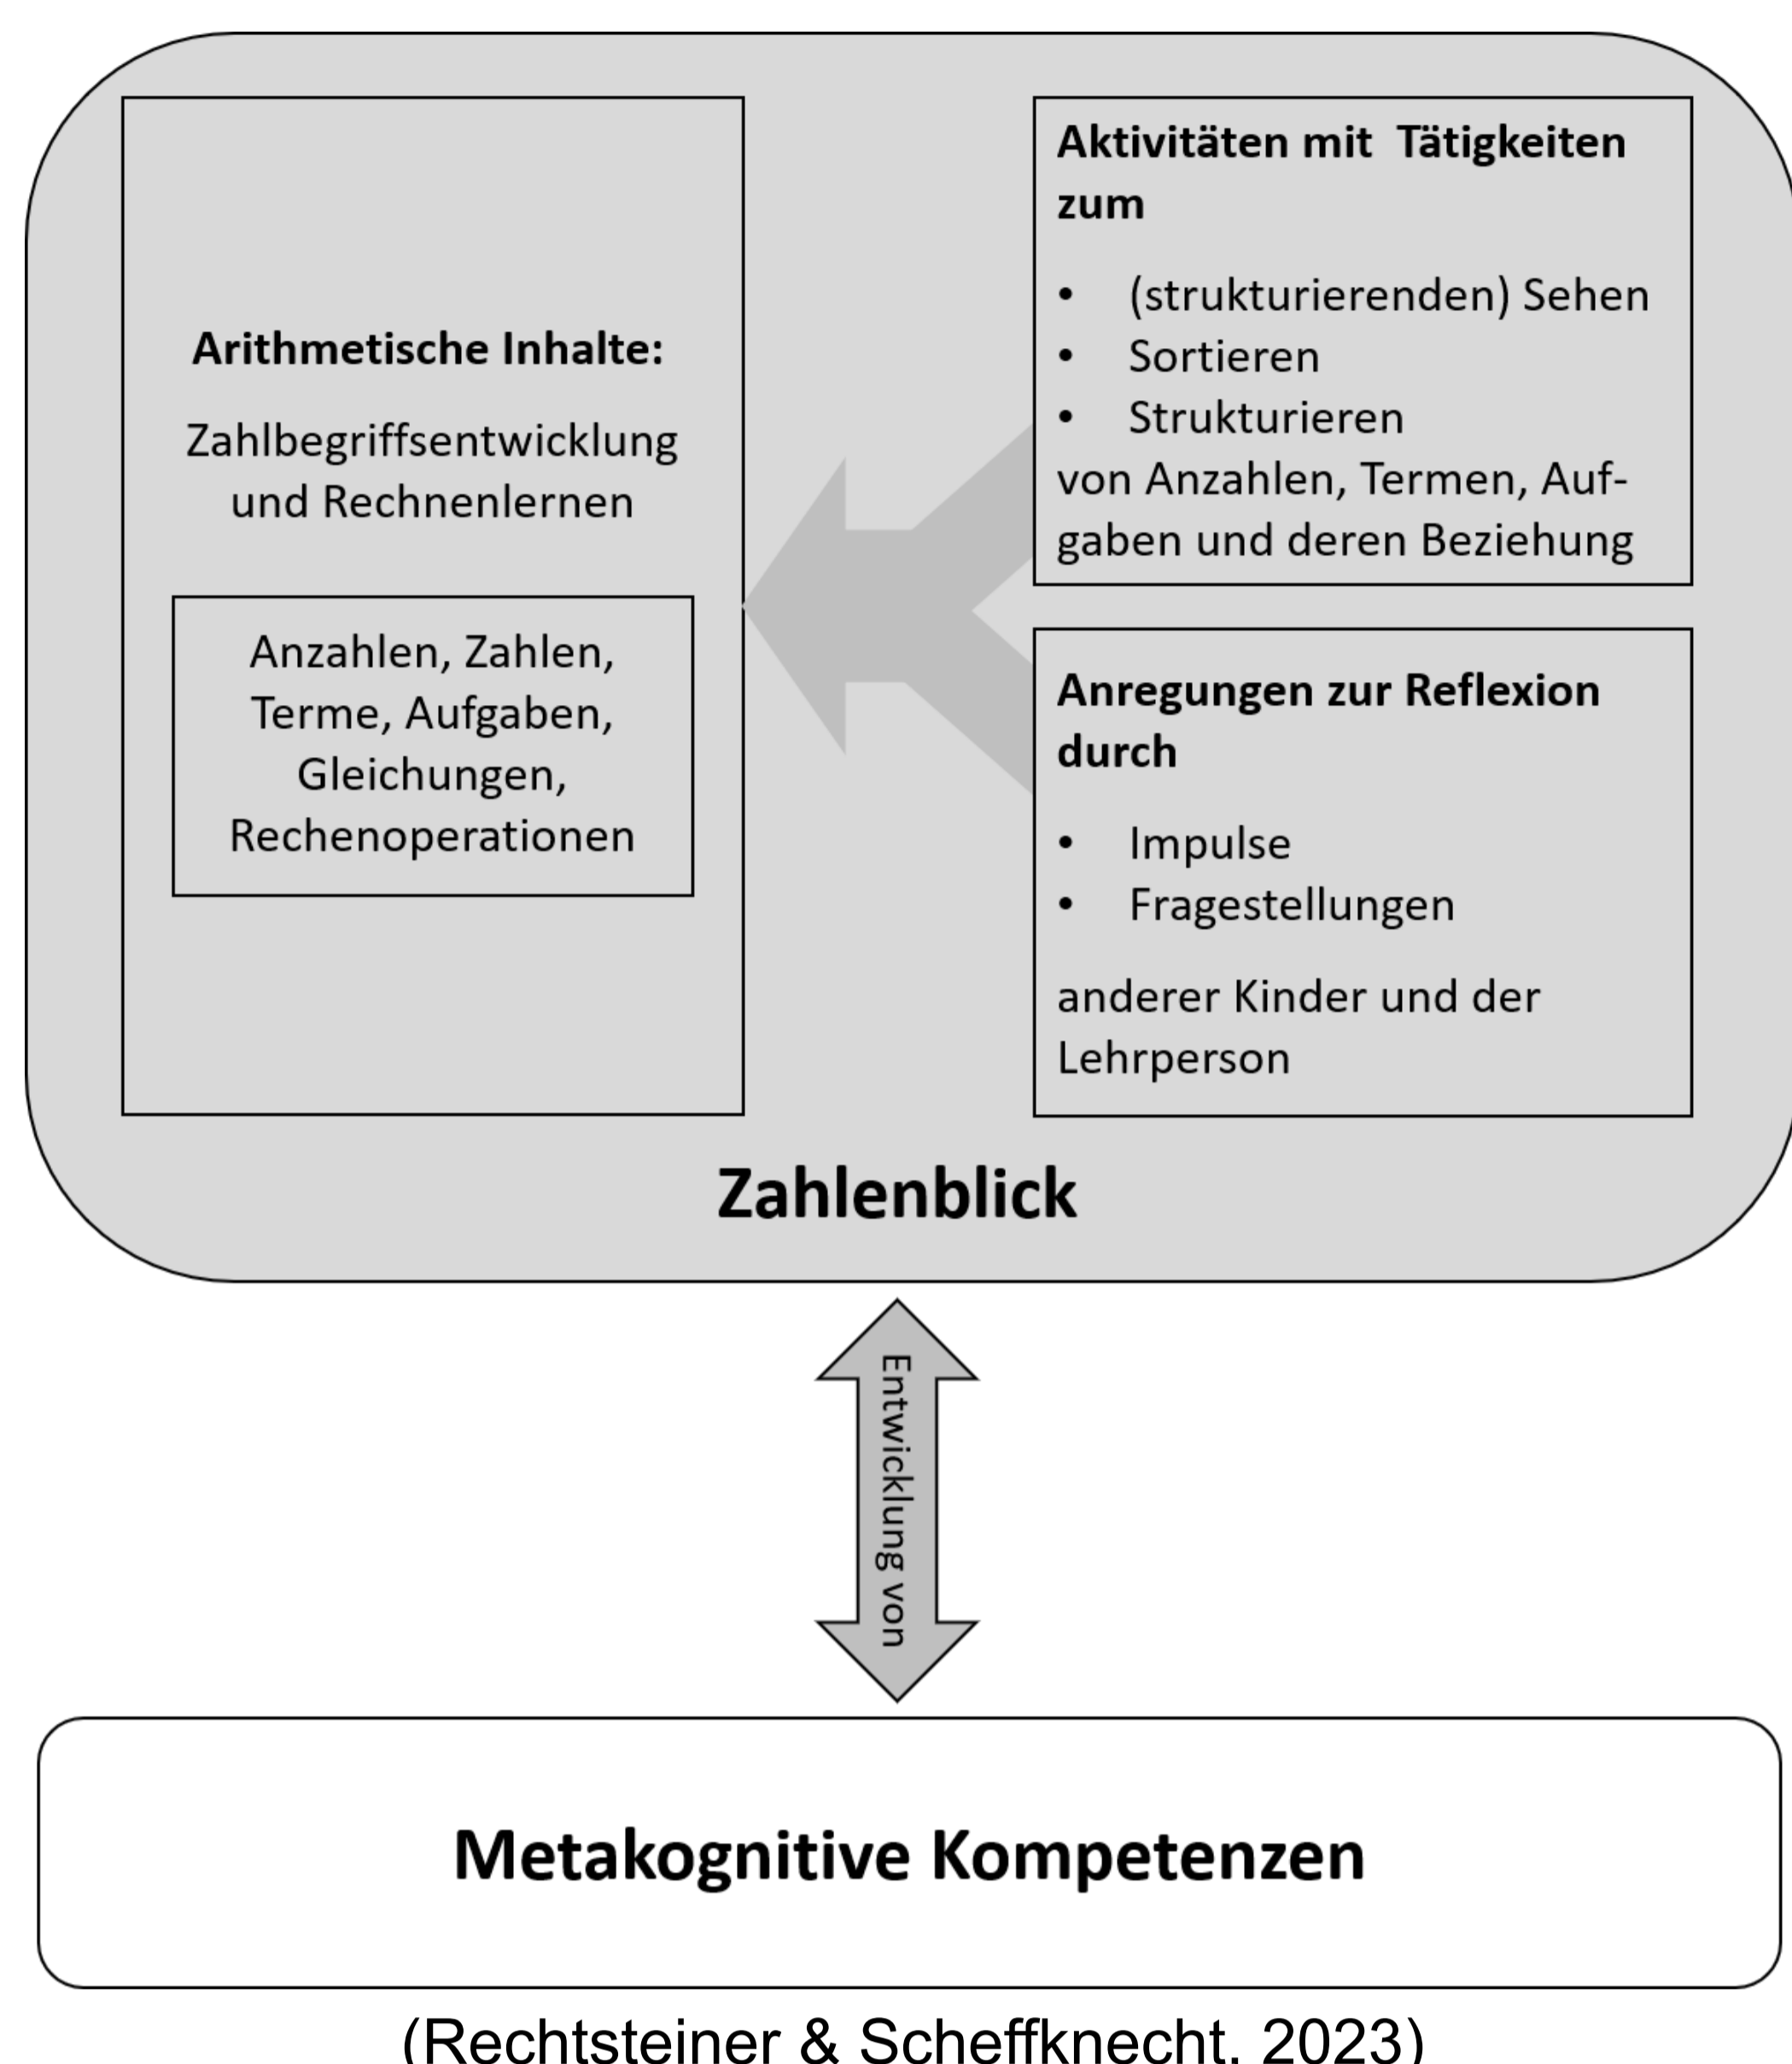 Arithmetische Inhalte:
Zahlbegriffsentwicklung
und Rechnenlernen
Anzahlen, Zahlen,
Terme, Aufgaben,
Gleichungen,
Rechenoperationen
Aktivitäten mit Tätigkeiten
zum
• (strukturierenden) Sehen
• Sortieren
• Strukturieren
von Anzahlen, Termen, Auf-
gaben und deren Beziehung
Anregungen zur Reflexion
durch
• Impulse
• Fragestellungen
anderer Kinder und der
Lehrperson
Zahlenblick
Entwicklung von
Metakognitive Kompetenzen
(Rechtsteiner & Scheffknecht, 2023)